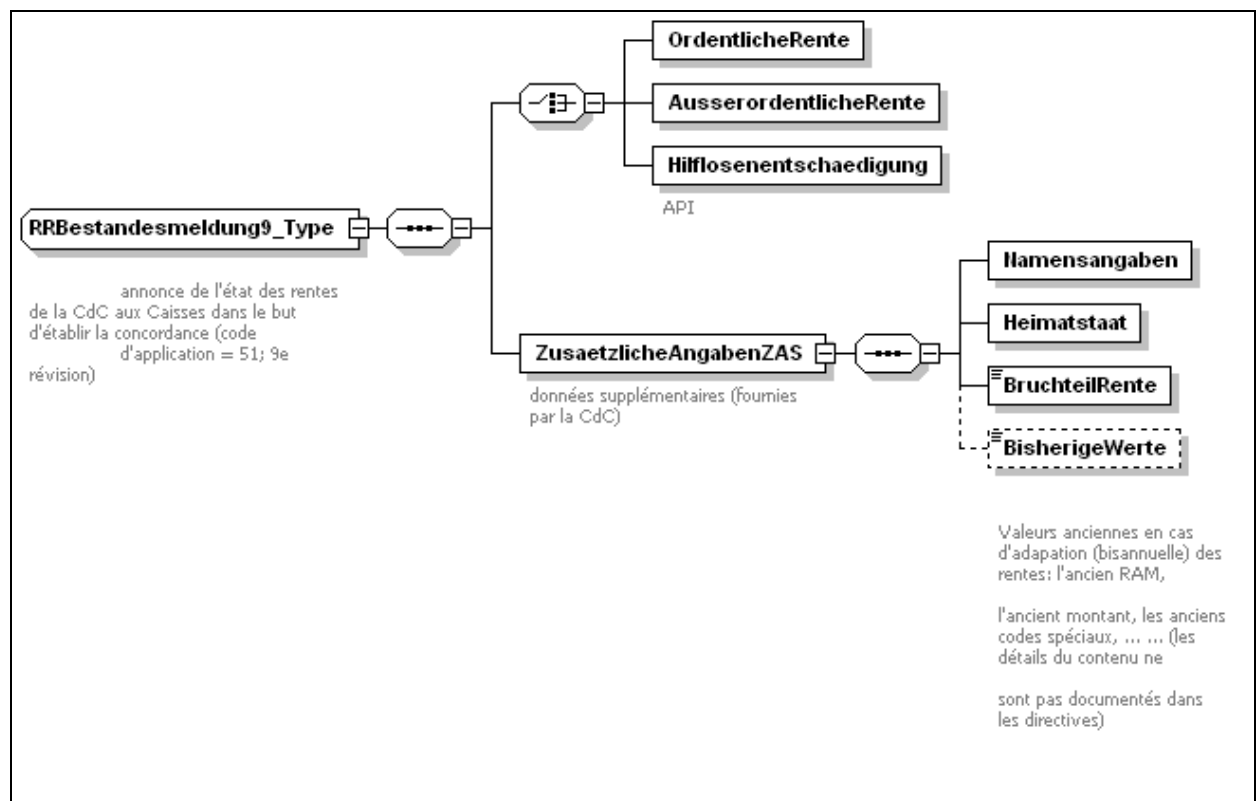 OrdentlicheRente
AusserordentlicheRente
Hilflosenentschaedigung
API
RRBestandesmeldung9_Type
annonce de l'état des rentes
de la CdC aux Caisses dans le but
d'établir la concordance (code
d'application = 51; 9e
révision)
ZusaetzlicheAngabenZAS
données supplémentaires (fournies
par la CdC)
Namensangaben
Heimatstaat
BruchteilRente
BisherigeWerte
Valeurs anciennes en cas
d'adapation (bisannuelle) des
rentes: l'ancien RAM,
l'ancient montant, les anciens
codes spéciaux, ... ... (les
détails du contenu ne
sont pas documentés dans
les directives)